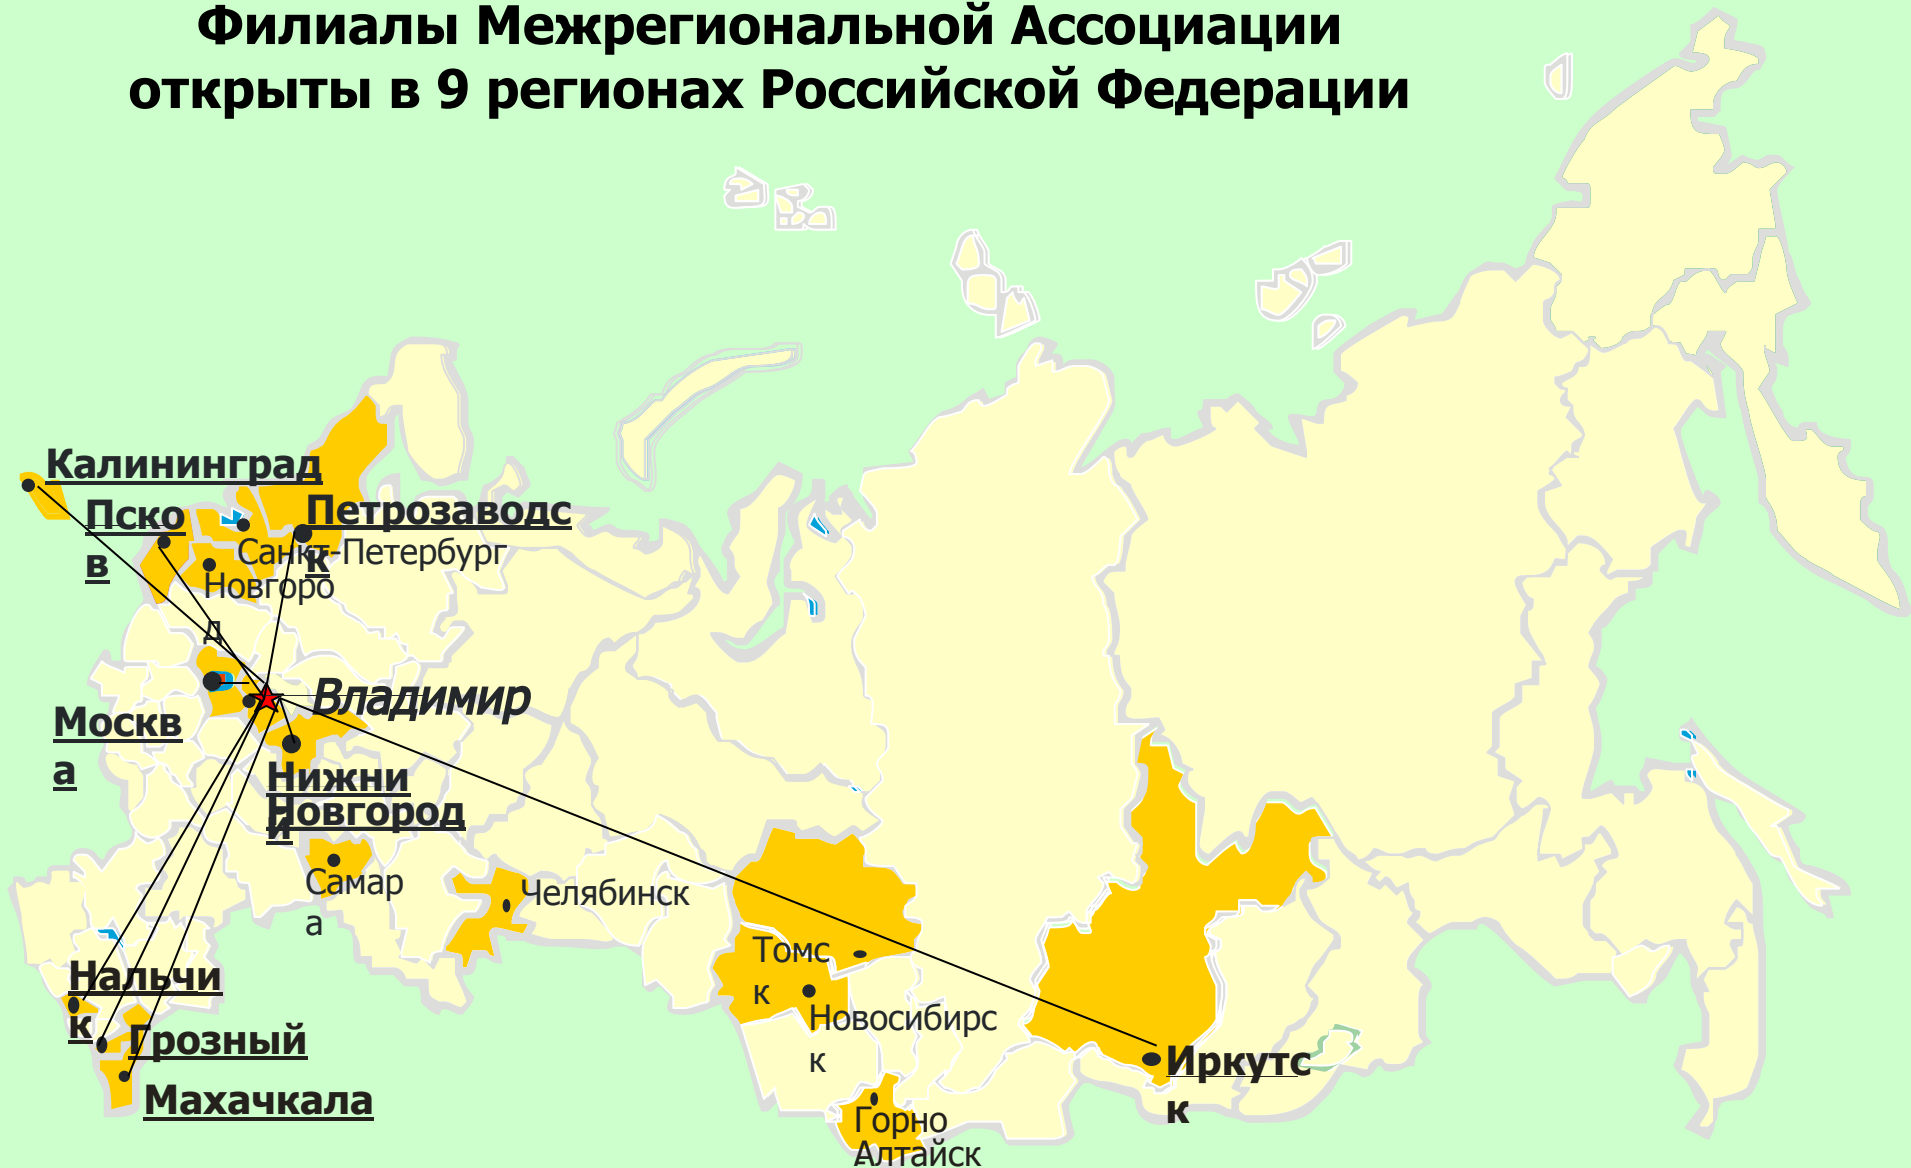 Филиалы Межрегиональной Ассоциации
открыты в 9 регионах Российской Федерации
Калининград
Пско
в
Петрозаводс
к
Санкт-Петербург
Новгоро
д
Владимир
Москв
а
Нижни
й
Новгород
Самар
а
Челябинск
Томс
к
Новосибирс
к
Нальчи
к
Грозный
Махачкала
Иркутс
к
Горно
Алтайск